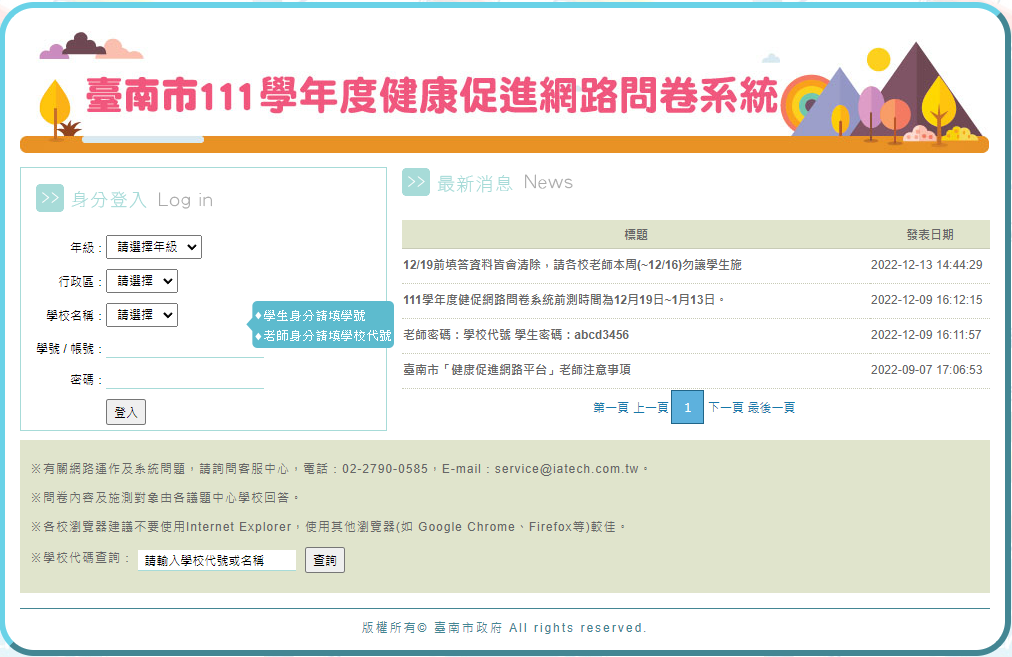 臺南市111學年度健康促進網路問卷系統
>> 身分登入 Log in
年級： 請選擇年級
行政區： 請選擇
學校名稱： 請選擇
♦學生身分請填學號
♦老師身分請填學校代號
學號 / 帳號：
密碼：
登入
>> 最新消息 News
標題 發表日期
12/19前填答資料皆會清除，請各校老師本周(~12/16)勿讓學生施 2022-12-13 14:44:29
111學年度健促網路問卷系統前測時間為12月19日~1月13日。 2022-12-09 16:12:15
老師密碼：學校代號 學生密碼：abcd3456 2022-12-09 16:11:57
臺南市「健康促進網路平台」老師注意事項 2022-09-07 17:06:53
第一頁 上一頁 1 下一頁 最後一頁
※有關網路運作及系統問題，請詢問客服中心，電話：02-2790-0585，E-mail：service@iatech.com.tw。
※問卷內容及施測對象由各議題中心學校回答。
※各校瀏覽器建議不要使用Internet Explorer，使用其他瀏覽器(如 Google Chrome、Firefox等)較佳。
※學校代碼查詢： 請輸入學校代號或名稱 查詢
版權所有© 臺南市政府 All rights reserved.